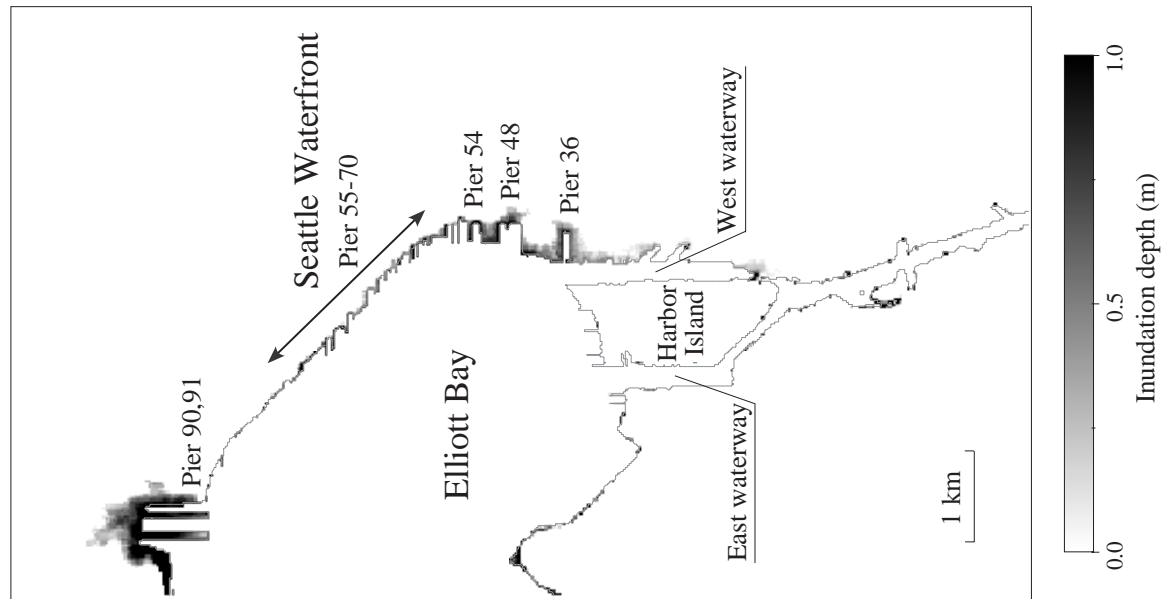 Seattle Waterfront
Pier 55-70
Pier 54
Pier 48
Pier 36
Pier 90,91
Elliott Bay
Harbor
Island
West waterway
East waterway
1 km
1.0
0.5
0.0
Inundation depth (m)